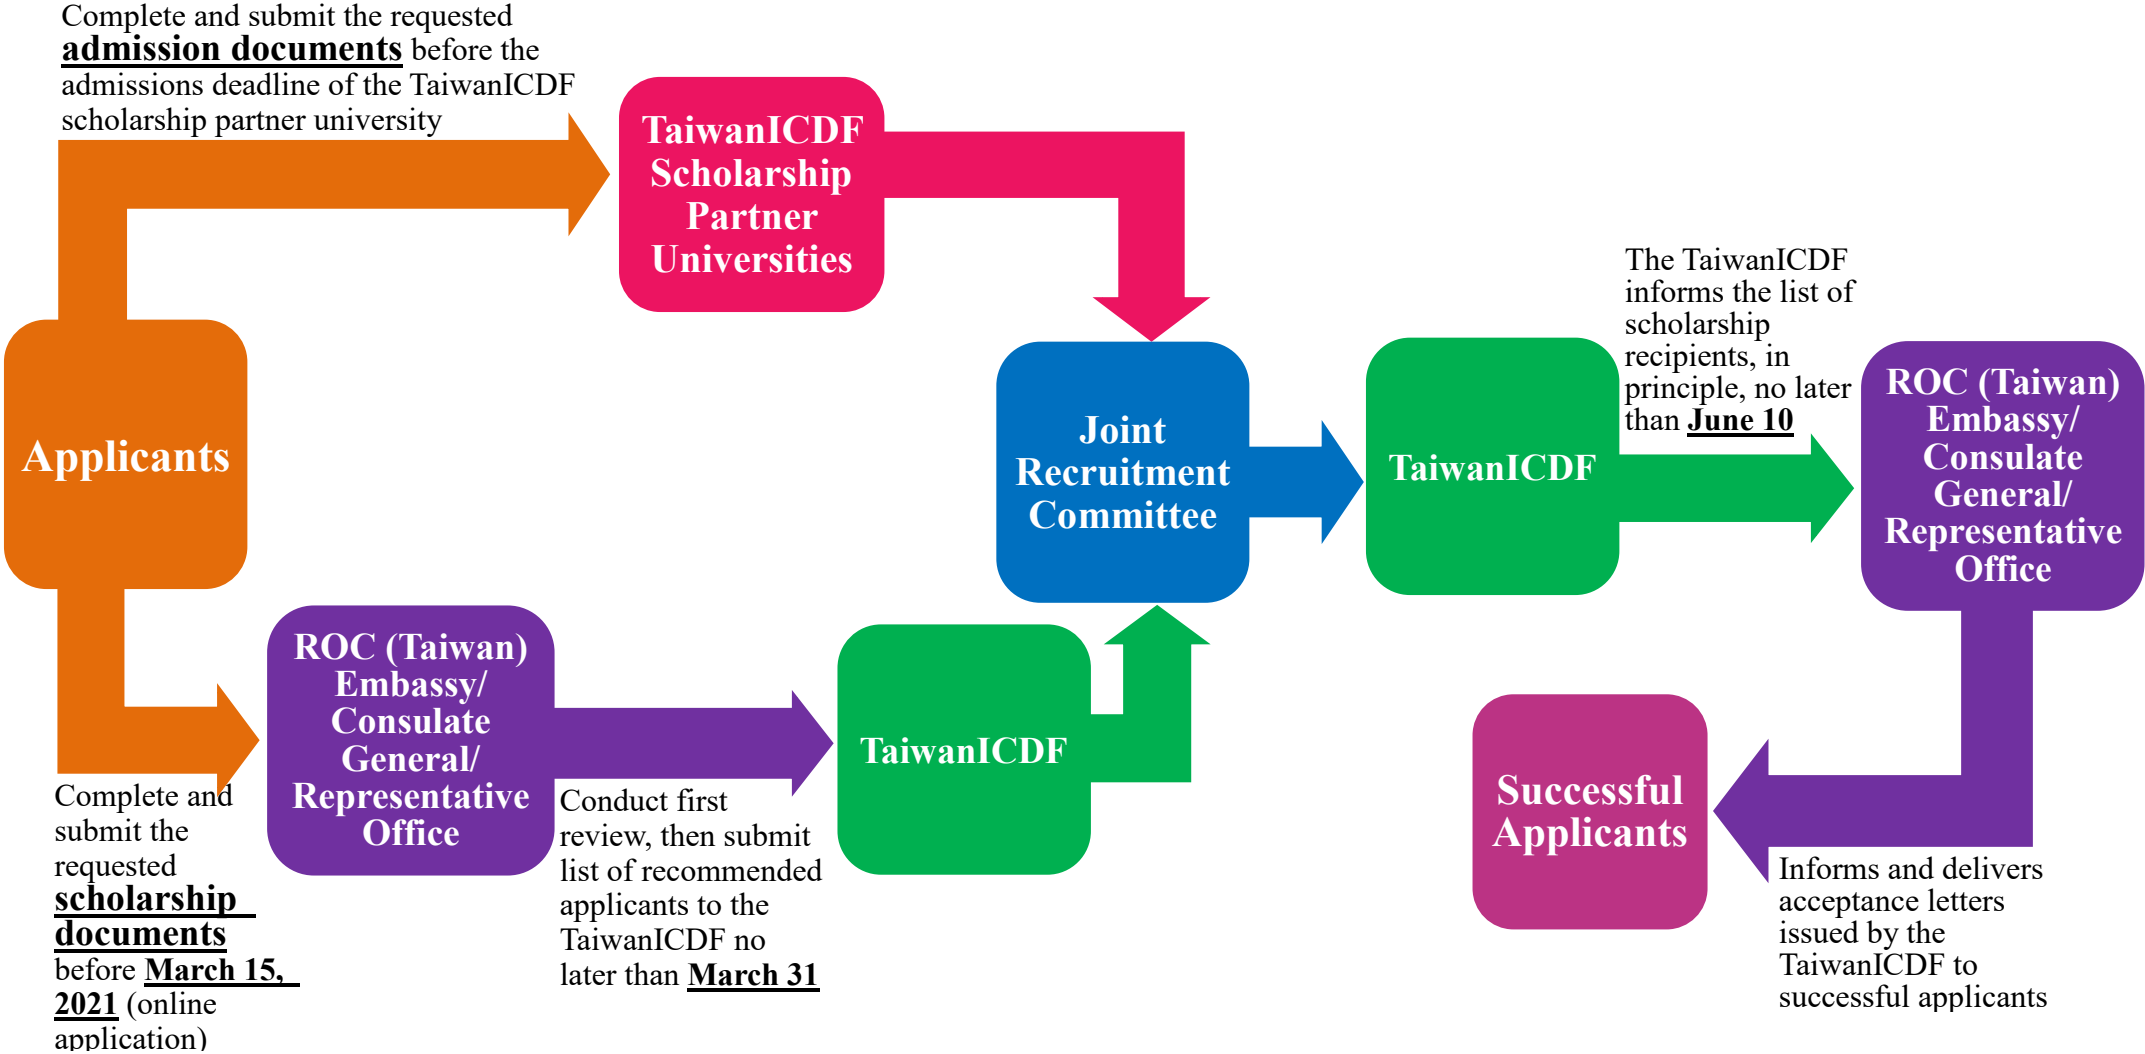 Complete and submit the requested
admission documents before the
admissions deadline of the TaiwanICDF
scholarship partner university
TaiwanICDF
Scholarship
Partner
Universities
Applicants
Joint
Recruitment
Committee
TaiwanICDF
The TaiwanICDF
informs the list of
scholarship
recipients, in
principle, no later
than June 10
ROC (Taiwan)
Embassy/
Consulate
General/
Representative
Office
ROC (Taiwan)
Embassy/
Consulate
General/
Representative
Office
TaiwanICDF
Successful
Applicants
Complete and
submit the
requested
scholarship
documents
before March 15,
2021 (online
application)
Conduct first
review, then submit
list of recommended
applicants to the
TaiwanICDF no
later than March 31
Informs and delivers
acceptance letters
issued by the
TaiwanICDF to
successful applicants